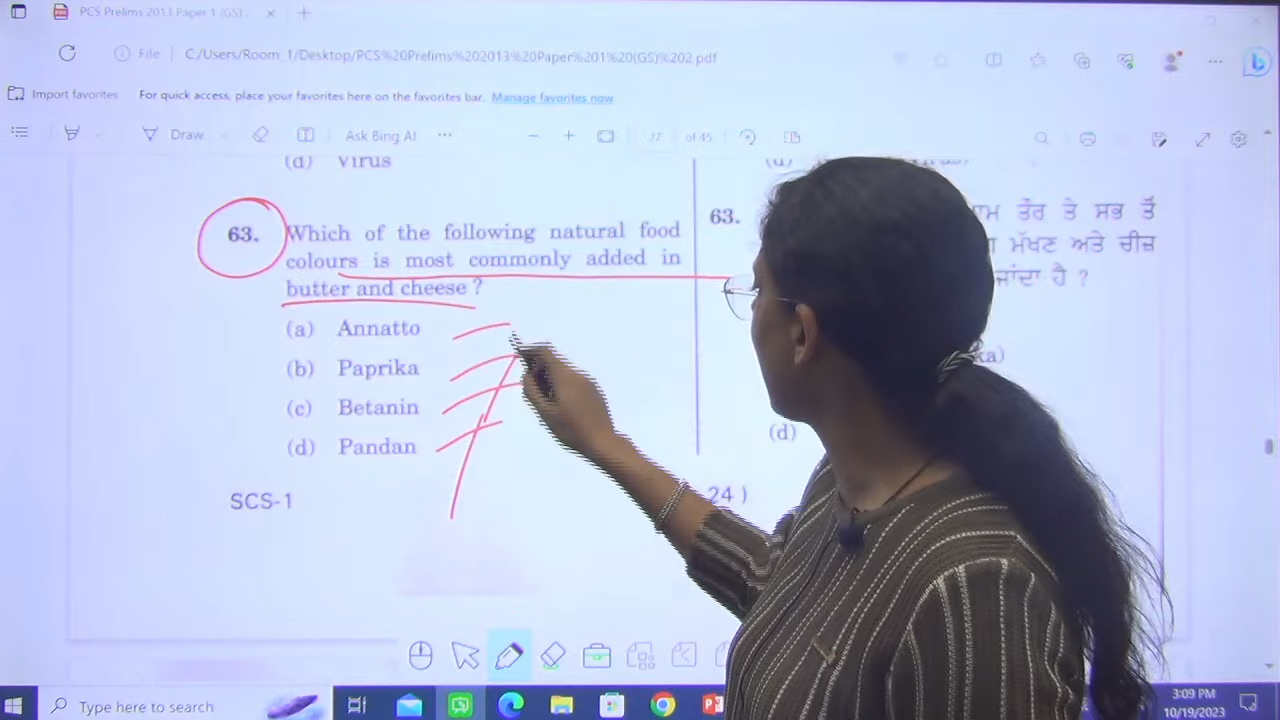 PCS Prelims 2013 Paper 1 (GS)
File C:/Users/Room_1/Desktop/PCS%20Prelims%202013%20Paper%201%20(GS)%202.pdf
Import favorites For quick access, place your favorites here on the favorites bar. Manage favorites now
Draw Ask Bing AI 27 of 45
(d) Virus
63. Which of the following natural food
colours is most commonly added in
butter and cheese ?
(a) Annatto
(b) Paprika
(c) Betanin
(d) Pandan
SCS-1
63.
ਤੌਰ ਤੇ ਸਭ ਤੋਂ
ਮੱਖਣ ਅਤੇ ਚੀਜ਼
ਜਾਂਦਾ ਹੈ ?
ka)
(d)
24 )
Type here to search
3:09 PM
10/19/2023